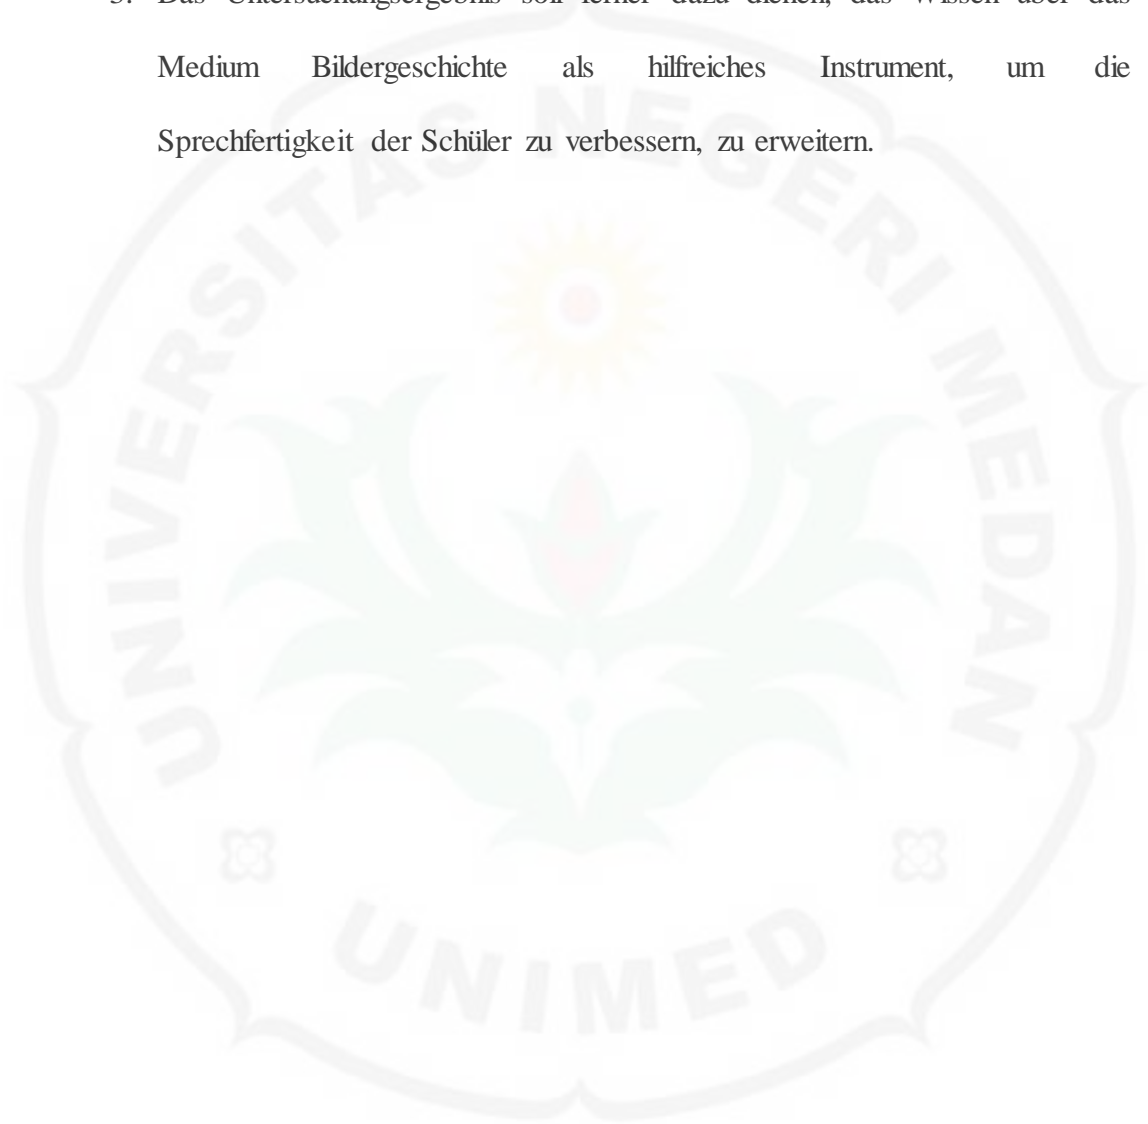 Das Untersuchungsergebnis soll ferner dazu dienen, das Wissen über das
Medium Bildergeschichte als hilfreiches Instrument, um die
Sprechfertigkeit der Schüler zu verbessern, zu erweitern.
UNIVERSITAS NEGERI MEDAN
UNIMED